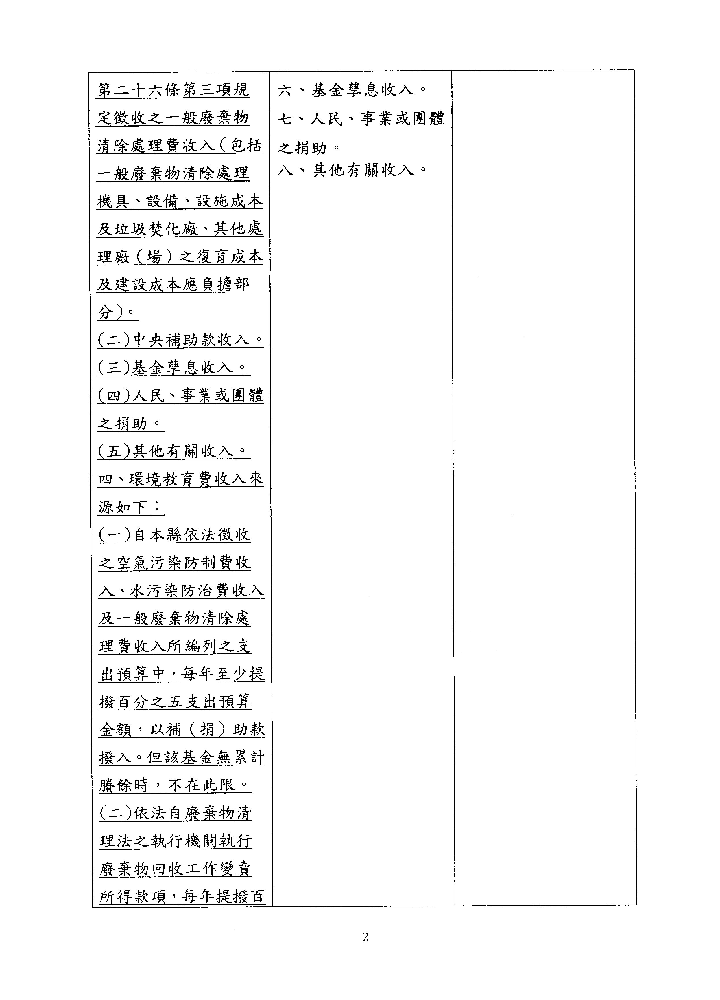 第二十六條第三項規
定徵收之一般廢棄物
清除處理費收入（包括
一般廢棄物清除處理
機具、設備、設施成本
及垃圾焚化廠、其他處
理廠（場）之復育成本
及建設成本應負擔部
分）。
(二)中央補助款收入。
(三)基金孳息收入。
(四)人民、事業或團體
之捐助。
(五)其他有關收入。
四、環境教育費收入來
源如下：
(一)自本縣依法徵收
之空氣污染防制費收
入、水污染防治費收入
及一般廢棄物清除處
理費收入所編列之支
出預算中，每年至少提
撥百分之五支出預算
金額，以補（捐）助款
撥入。但該基金無累計
賸餘時，不在此限。
(二)依法自廢棄物清
理法之執行機關執行
廢棄物回收工作變賣
所得款項，每年提撥百
六、基金孳息收入。
七、人民、事業或團體
之捐助。
八、其他有關收入。
2